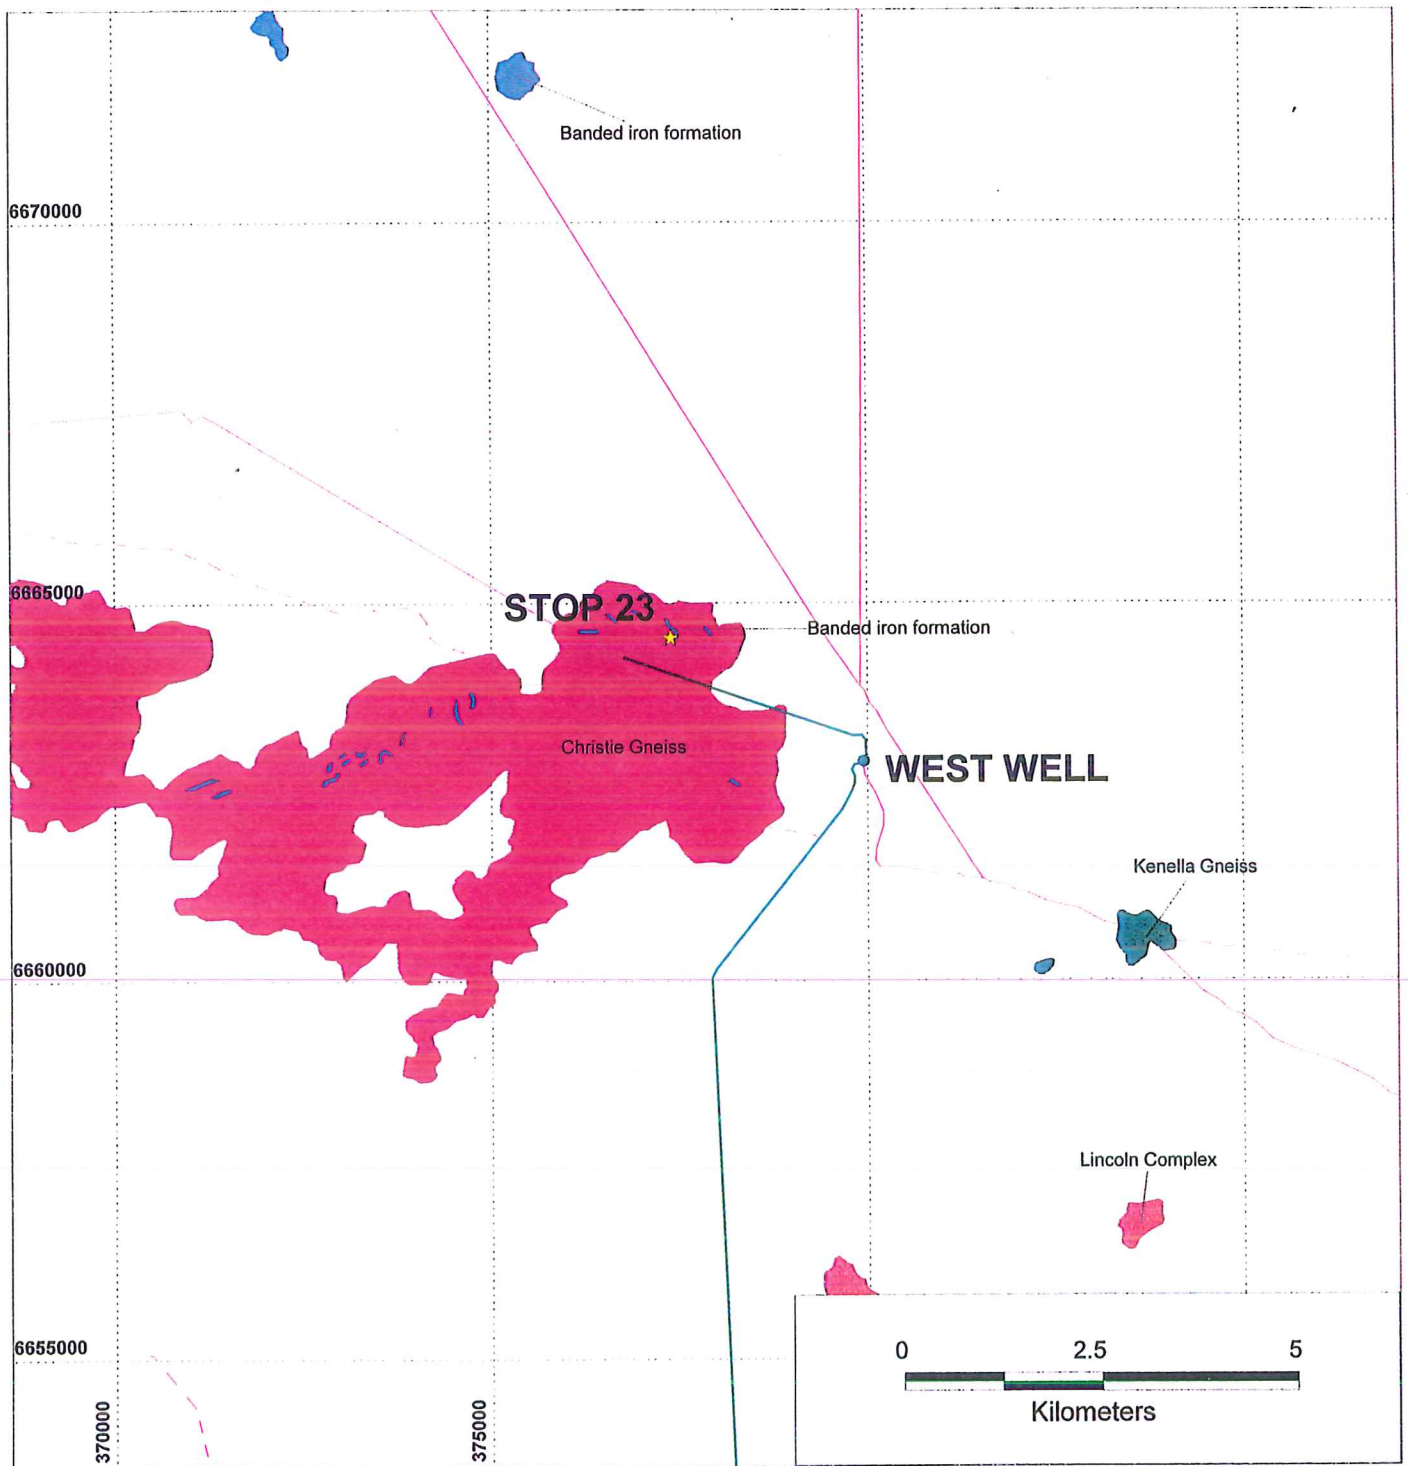 Banded iron formation
6670000
6665000
STOP 23
Banded iron formation
Christie Gneiss
WEST WELL
Kenella Gneiss
6660000
Lincoln Complex
6655000
0 2.5 5
Kilometers
370000
375000